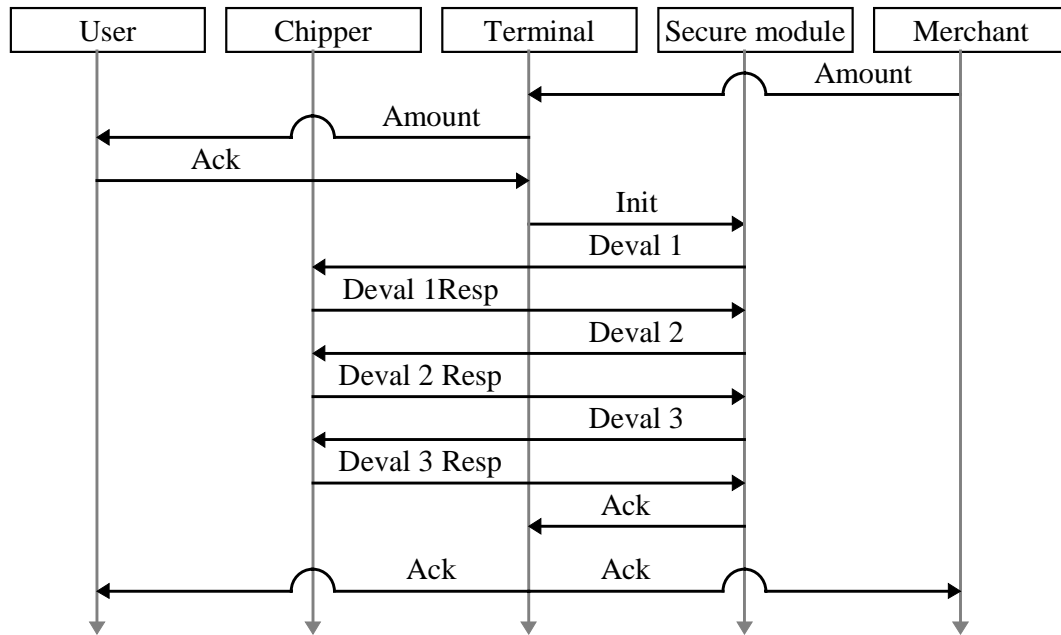 User
Chipper
Terminal
Secure module
Merchant
Amount
Amount
Ack
Init
Deval 1
Deval 1Resp
Deval 2
Deval 2 Resp
Deval 3
Deval 3 Resp
Ack
Ack
Ack